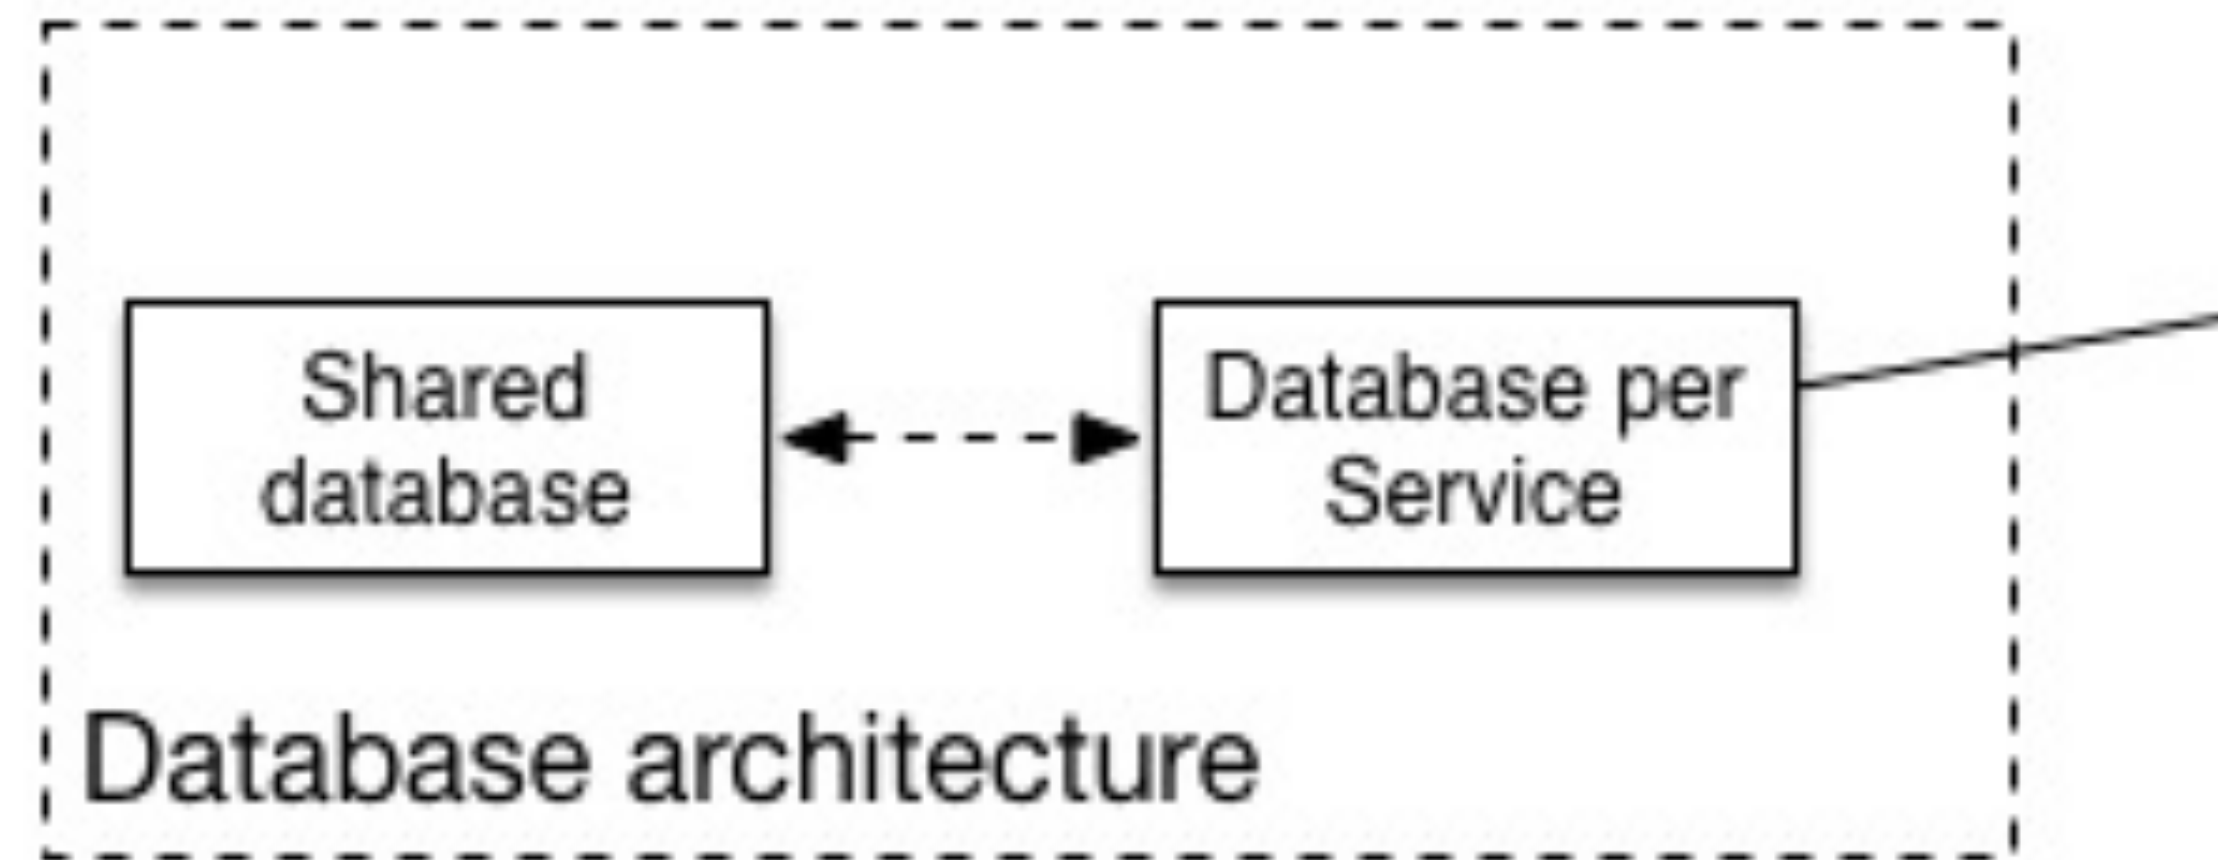 Shared
database
Database per
Service
Database architecture